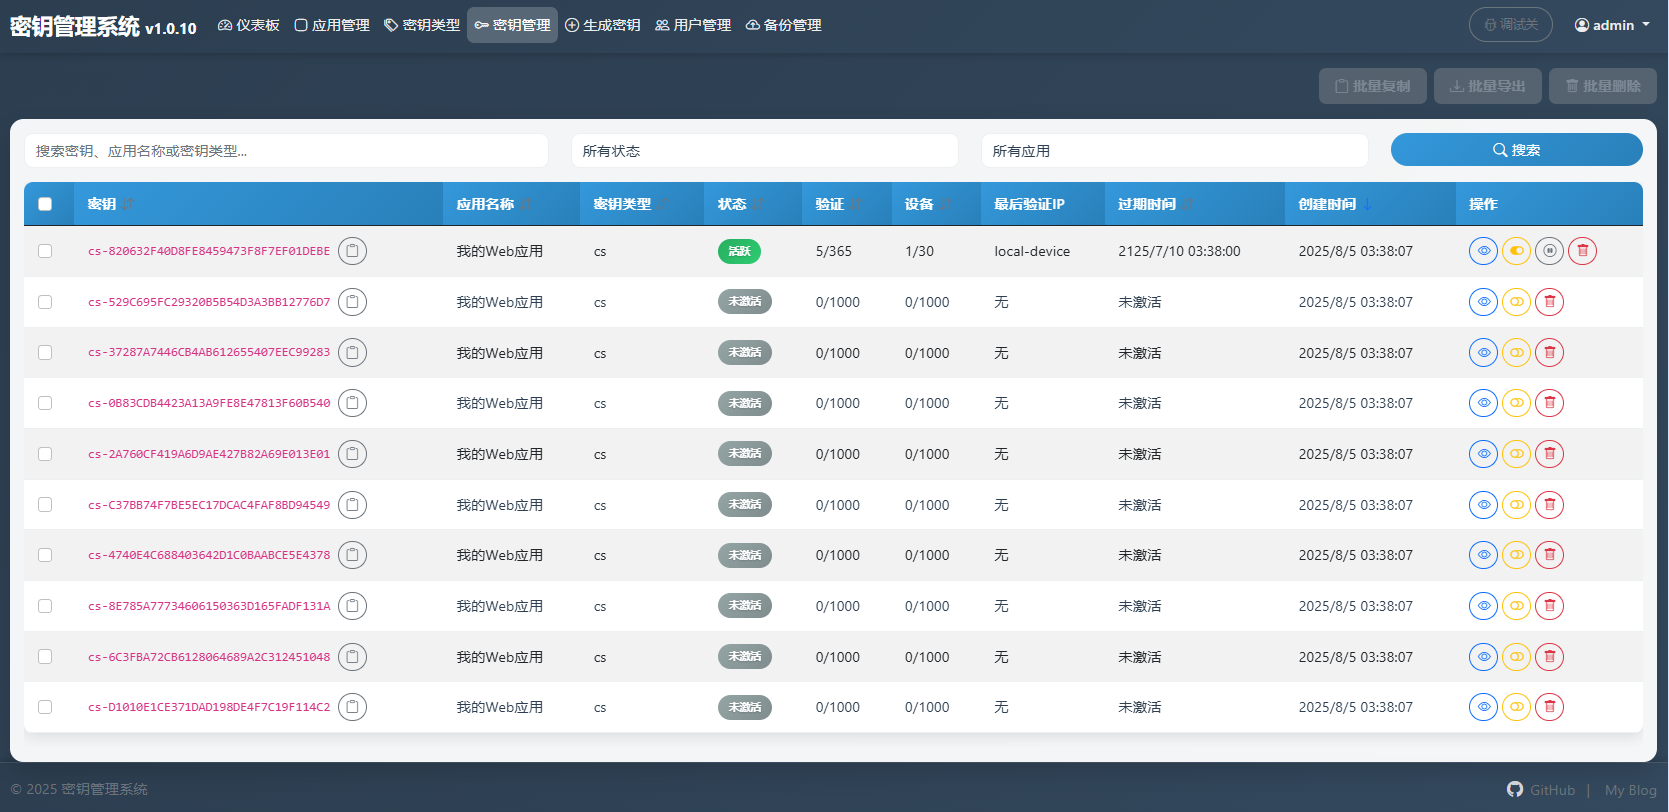 密钥管理系统 v1.0.10 仪表板 应用管理 密钥类型 密钥管理 生成密钥 用户管理 备份管理 调试关 admin
批量复制 批量导出 批量删除
搜索密钥、应用名称或密钥类型... 所有状态 所有应用 搜索
密钥 应用名称 密钥类型 状态 验证 设备 最后验证IP 过期时间 创建时间 操作
cs-820632F40D8FE8459473F8F7EF01DEBE 我的Web应用 cs 活跃 5/365 1/30 local-device 2125/7/10 03:38:00 2025/8/5 03:38:07
cs-529C695FC29320B5B54D3A3BB12776D7 我的Web应用 cs 未激活 0/1000 0/1000 无 未激活 2025/8/5 03:38:07
cs-37287A7446CB4AB612655407EEC99283 我的Web应用 cs 未激活 0/1000 0/1000 无 未激活 2025/8/5 03:38:07
cs-0B83CDB4423A13A9FE8E47813F60B540 我的Web应用 cs 未激活 0/1000 0/1000 无 未激活 2025/8/5 03:38:07
cs-2A760CF419A6D9AE427B82A69E013E01 我的Web应用 cs 未激活 0/1000 0/1000 无 未激活 2025/8/5 03:38:07
cs-C37BB74F7BE5EC17DCAC4FAF8BD94549 我的Web应用 cs 未激活 0/1000 0/1000 无 未激活 2025/8/5 03:38:07
cs-4740E4C688403642D1C0BAABCE5E4378 我的Web应用 cs 未激活 0/1000 0/1000 无 未激活 2025/8/5 03:38:07
cs-8E785A77734606150363D165FADF131A 我的Web应用 cs 未激活 0/1000 0/1000 无 未激活 2025/8/5 03:38:07
cs-6C3FBA72CB6128064689A2C312451048 我的Web应用 cs 未激活 0/1000 0/1000 无 未激活 2025/8/5 03:38:07
cs-D1010E1CE371DAD198DE4F7C19F114C2 我的Web应用 cs 未激活 0/1000 0/1000 无 未激活 2025/8/5 03:38:07
© 2025 密钥管理系统 GitHub | My Blog